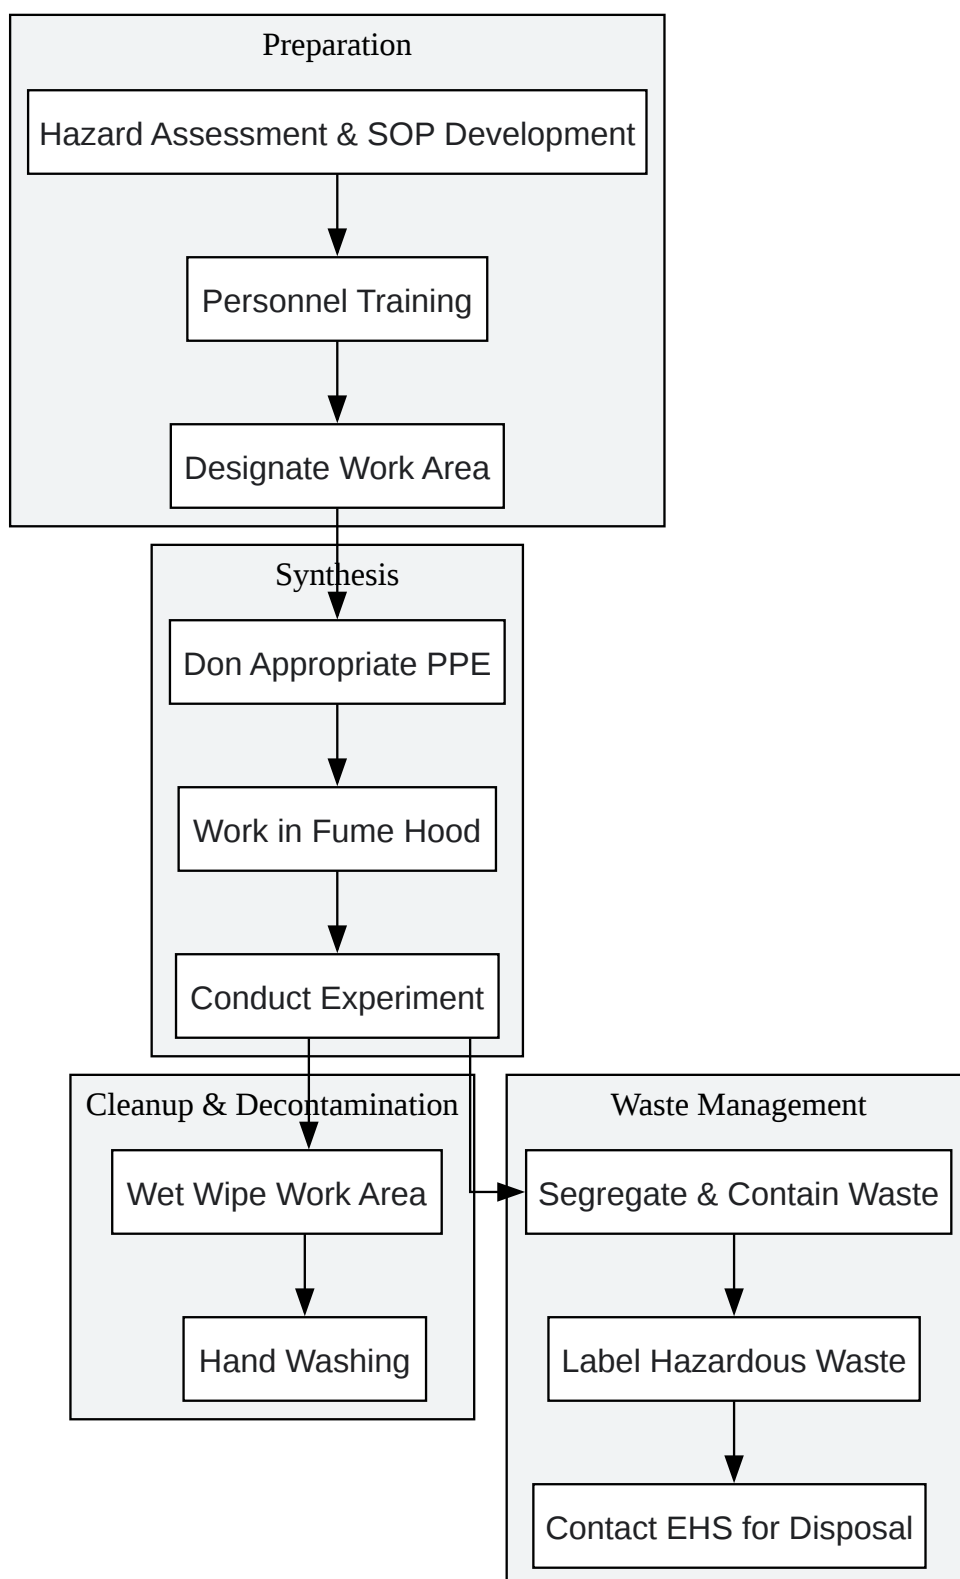 Preparation
Hazard Assessment & SOP Development
Personnel Training
Designate Work Area
Synthesis
Don Appropriate PPE
Work in Fume Hood
Conduct Experiment
Cleanup & Decontamination
Wet Wipe Work Area
Hand Washing
Waste Management
Segregate & Contain Waste
Label Hazardous Waste
Contact EHS for Disposal